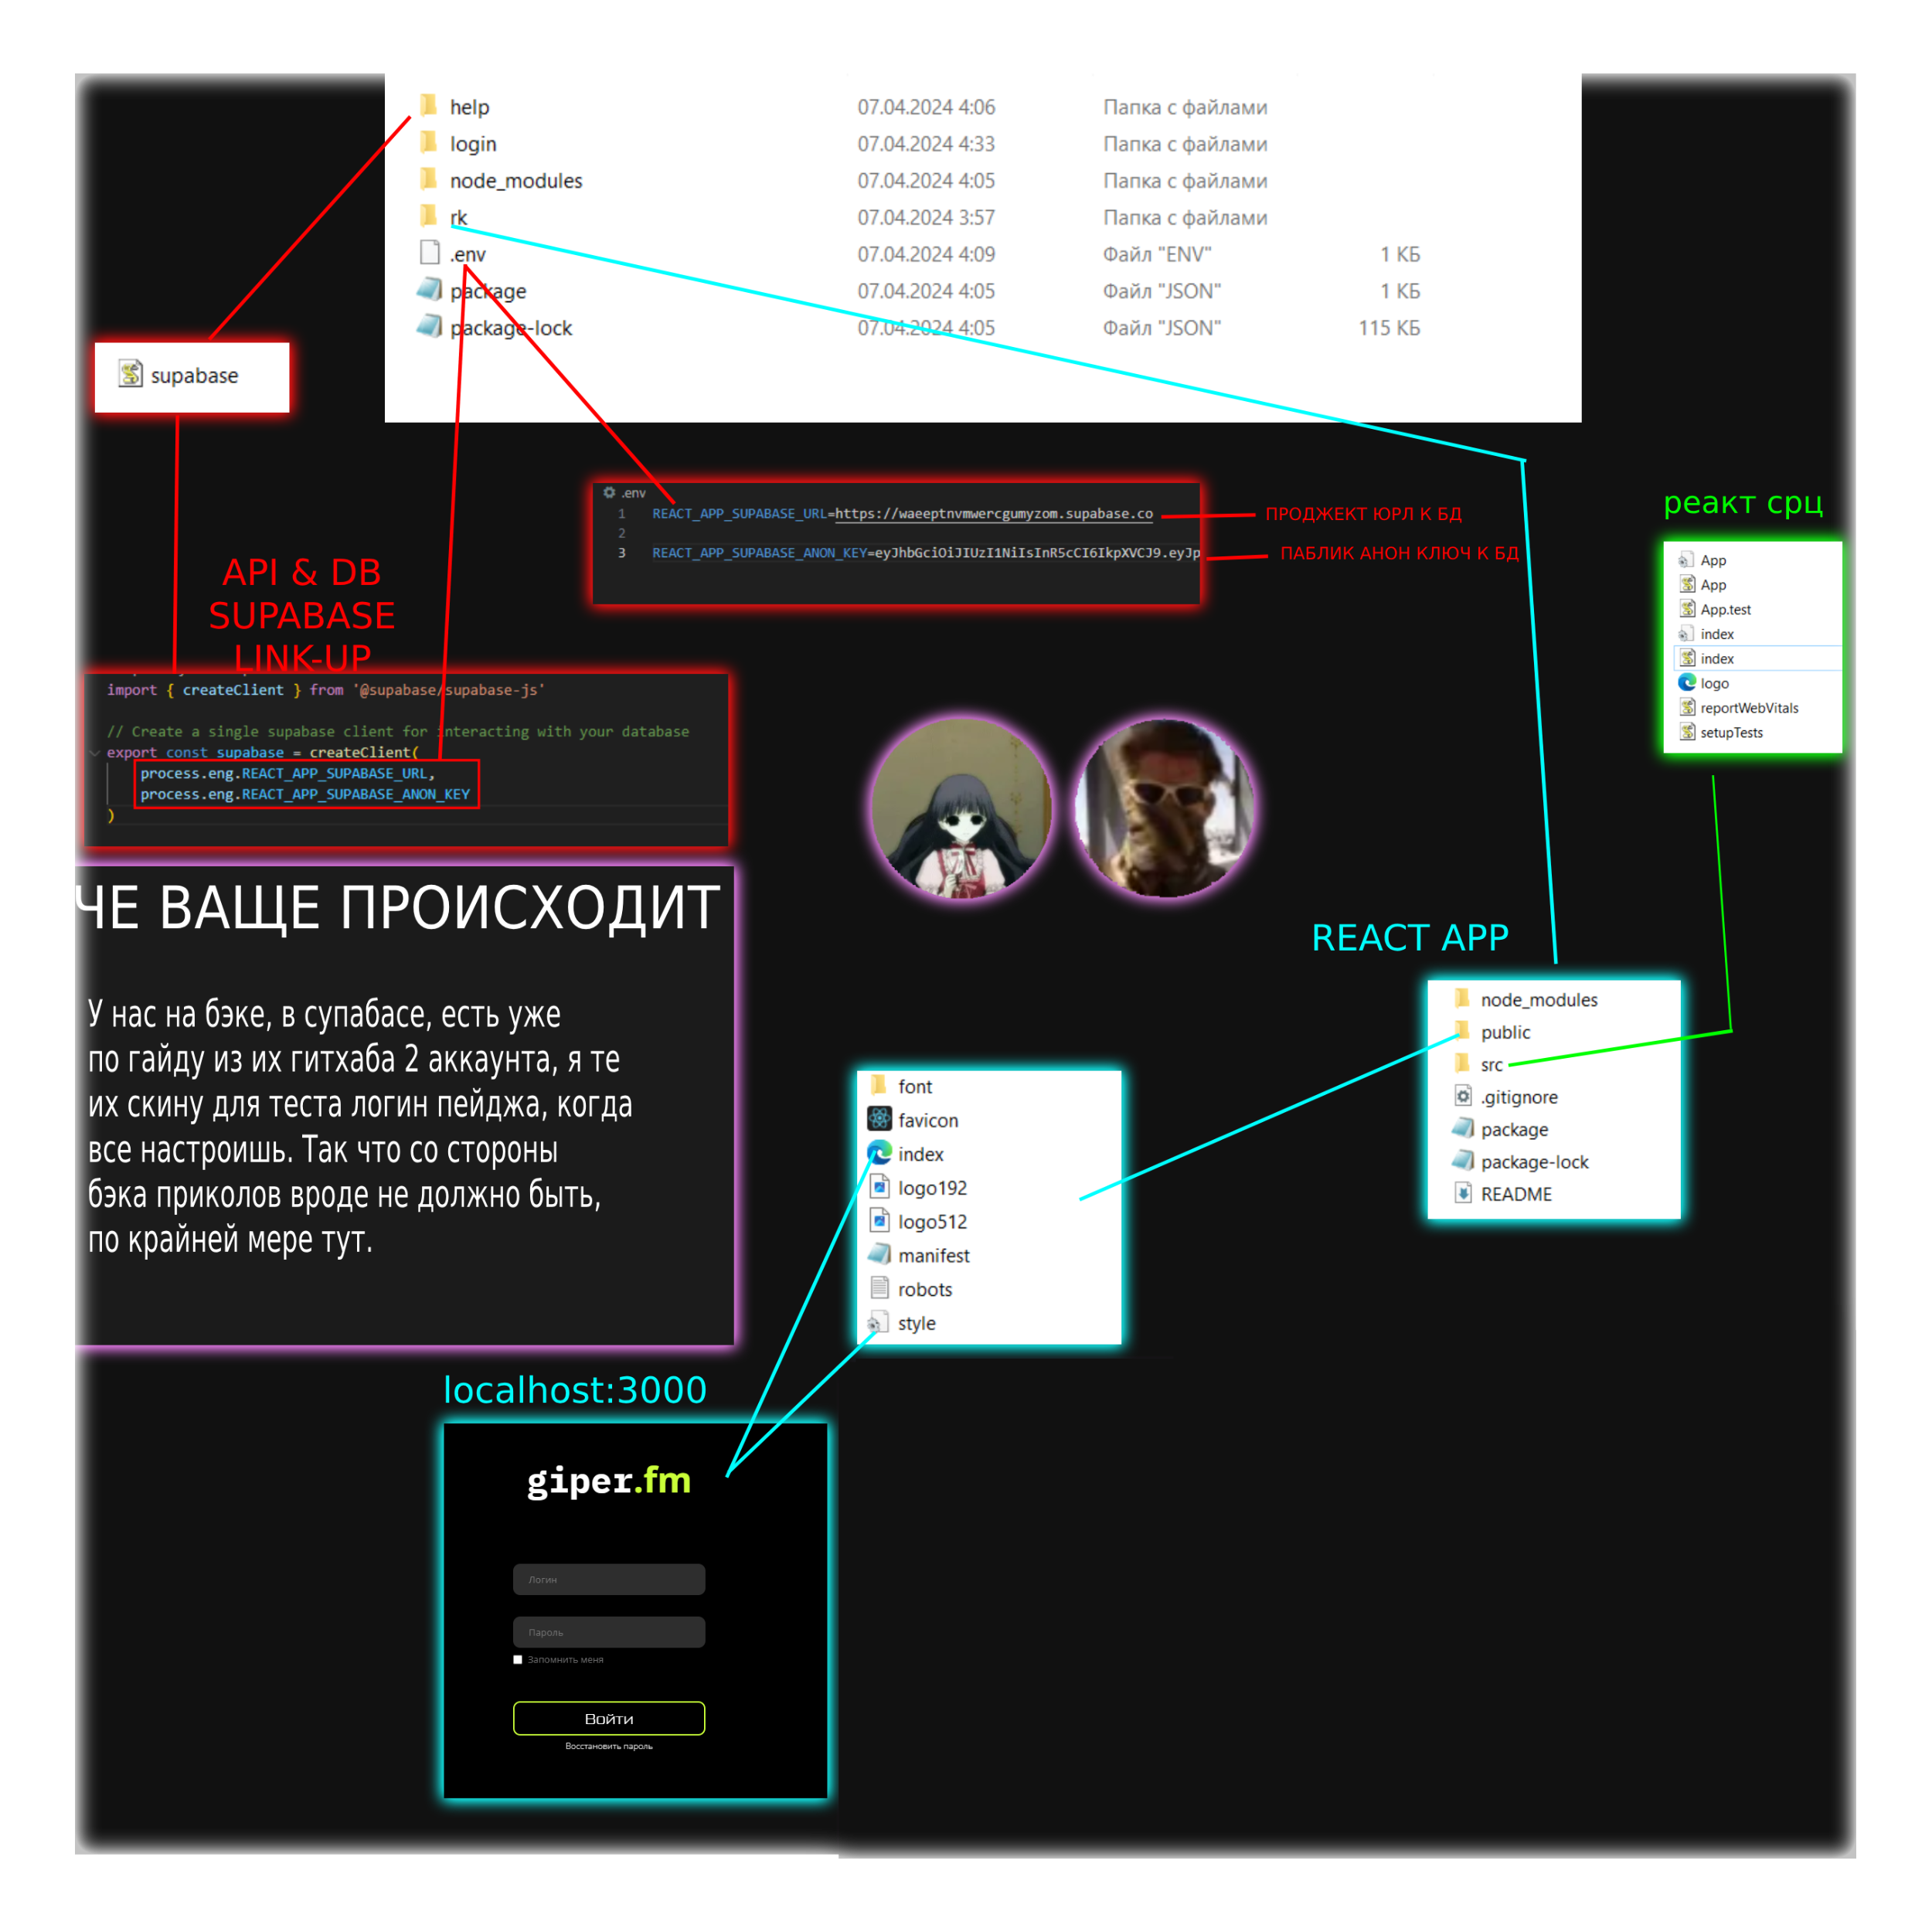 help 07.04.2024 4:06 Папка с файлами
login 07.04.2024 4:33 Папка с файлами
node_modules 07.04.2024 4:05 Папка с файлами
rk 07.04.2024 3:57 Папка с файлами
.env 07.04.2024 4:09 Файл "ENV" 1 КБ
package 07.04.2024 4:05 Файл "JSON" 1 КБ
package-lock 07.04.2024 4:05 Файл "JSON" 115 КБ
supabase
.env
1 REACT_APP_SUPABASE_URL=https://waeeptnvmwercgumyzom.supabase.co
2
3 REACT_APP_SUPABASE_ANON_KEY=eyJhbGciOiJIUzI1NiIsInR5cCI6IkpXVCJ9.eyJp
ПРОДЖЕКТ ЮРЛ К БД
ПАБЛИК АНОН КЛЮЧ К БД
реакт срц
App
App
App.test
index
index
logo
reportWebVitals
setupTests
API & DB
SUPABASE
LINK-UP
import { createClient } from '@supabase/supabase-js'
// Create a single supabase client for interacting with your database
export const supabase = createClient(
process.eng.REACT_APP_SUPABASE_URL,
process.eng.REACT_APP_SUPABASE_ANON_KEY
)
ЧЕ ВАЩЕ ПРОИСХОДИТ
У нас на бэке, в супабасе, есть уже
по гайду из их гитхаба 2 аккаунта, я те
их скину для теста логин пейджа, когда
все настроишь. Так что со стороны
бэка приколов вроде не должно быть,
по крайней мере тут.
REACT APP
node_modules
public
src
.gitignore
package
package-lock
README
font
favicon
index
logo192
logo512
manifest
robots
style
localhost:3000
giper.fm
Логин
Пароль
Запомнить меня
Войти
Восстановить пароль